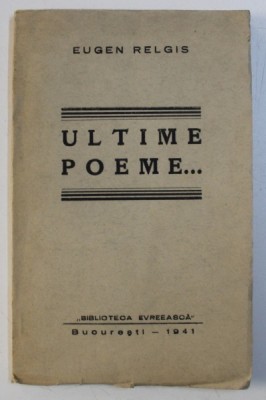 EUGEN RELGIS
ULTIME
POEME...
„BIBLIOTECA EVREEASCĂ"
București – 1941